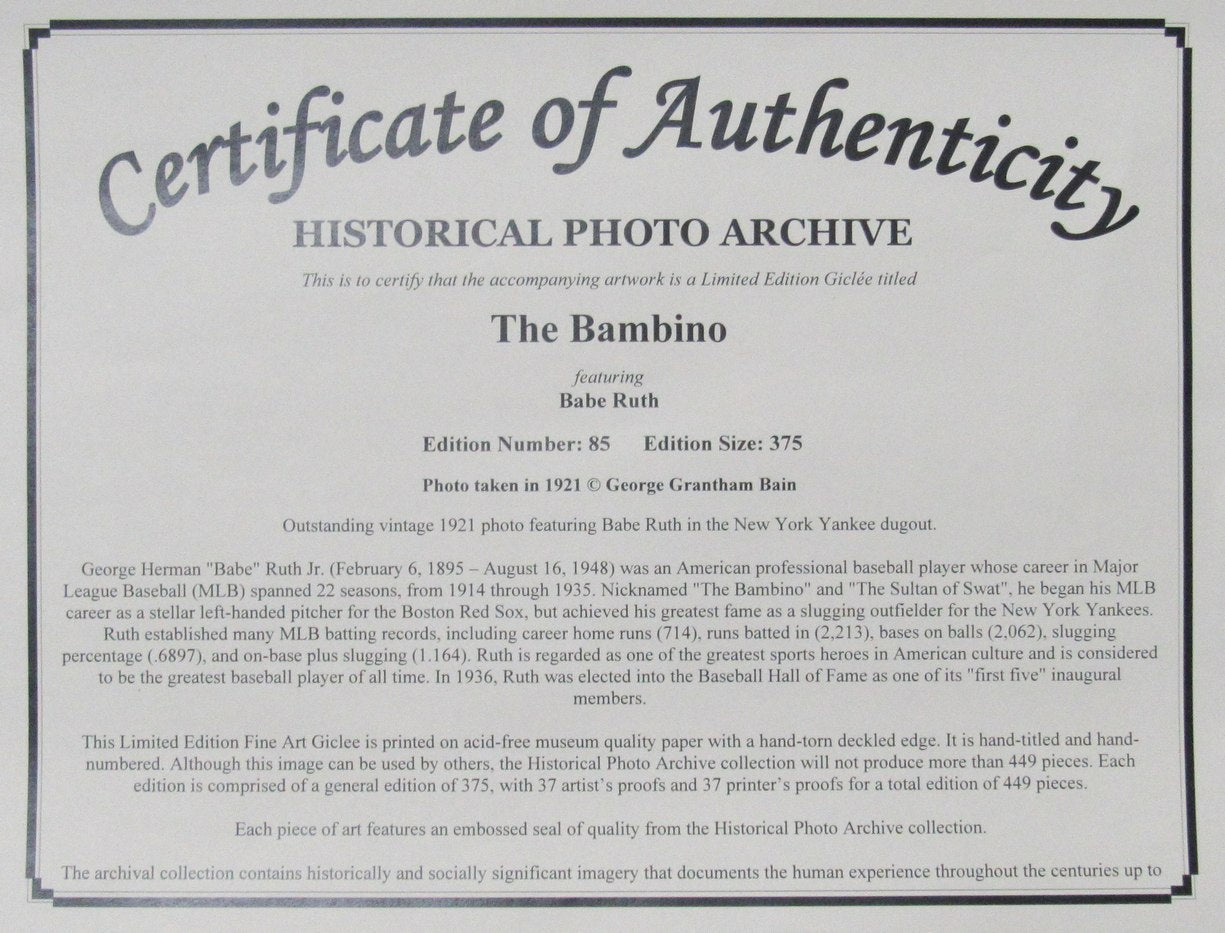 Certificate of Authenticity
HISTORICAL PHOTO ARCHIVE
This is to certify that the accompanying artwork is a Limited Edition Giclée titled
The Bambino
featuring
Babe Ruth
Edition Number: 85 Edition Size: 375
Photo taken in 1921 © George Grantham Bain
Outstanding vintage 1921 photo featuring Babe Ruth in the New York Yankee dugout.
George Herman "Babe" Ruth Jr. (February 6, 1895 – August 16, 1948) was an American professional baseball player whose career in Major
League Baseball (MLB) spanned 22 seasons, from 1914 through 1935. Nicknamed "The Bambino" and "The Sultan of Swat", he began his MLB
career as a stellar left-handed pitcher for the Boston Red Sox, but achieved his greatest fame as a slugging outfielder for the New York Yankees.
Ruth established many MLB batting records, including career home runs (714), runs batted in (2,213), bases on balls (2,062), slugging
percentage (.6897), and on-base plus slugging (1.164). Ruth is regarded as one of the greatest sports heroes in American culture and is considered
to be the greatest baseball player of all time. In 1936, Ruth was elected into the Baseball Hall of Fame as one of its "first five" inaugural
members.
This Limited Edition Fine Art Giclee is printed on acid-free museum quality paper with a hand-torn deckled edge. It is hand-titled and hand-
numbered. Although this image can be used by others, the Historical Photo Archive collection will not produce more than 449 pieces. Each
edition is comprised of a general edition of 375, with 37 artist's proofs and 37 printer's proofs for a total edition of 449 pieces.
Each piece of art features an embossed seal of quality from the Historical Photo Archive collection.
The archival collection contains historically and socially significant imagery that documents the human experience throughout the centuries up to